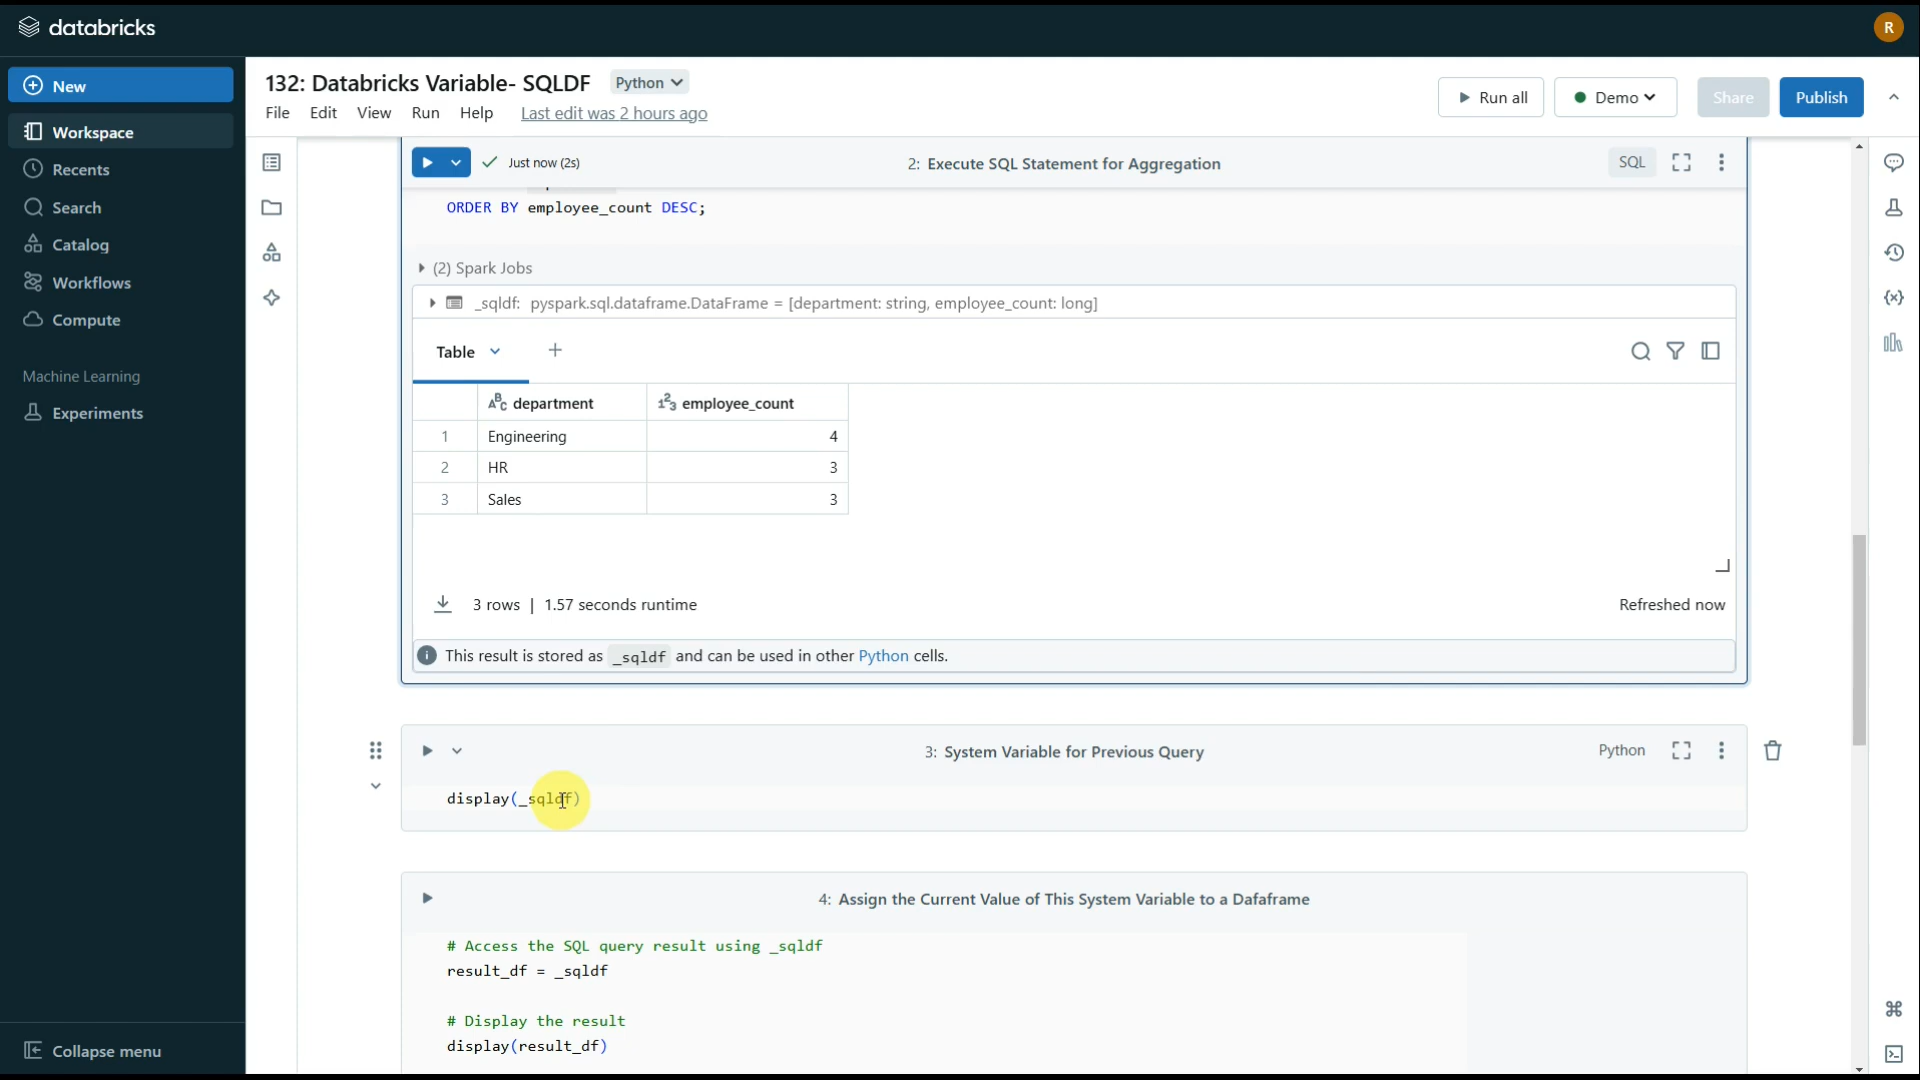 databricks
R
New
Workspace
Recents
Search
Catalog
Workflows
Compute
Machine Learning
Experiments
Collapse menu
132: Databricks Variable- SQLDF Python
File Edit View Run Help Last edit was 2 hours ago
Run all Demo Share Publish
Just now (2s) 2: Execute SQL Statement for Aggregation SQL
ORDER BY employee_count DESC;
(2) Spark Jobs
_sqldf: pyspark.sql.dataframe.DataFrame = [department: string, employee_count: long]
Table +
ABC department 123 employee_count
1 Engineering 4
2 HR 3
3 Sales 3
3 rows | 1.57 seconds runtime Refreshed now
This result is stored as _sqldf and can be used in other Python cells.
3: System Variable for Previous Query Python
display(_sqldf)
4: Assign the Current Value of This System Variable to a Dafaframe
# Access the SQL query result using _sqldf
result_df = _sqldf
# Display the result
display(result_df)